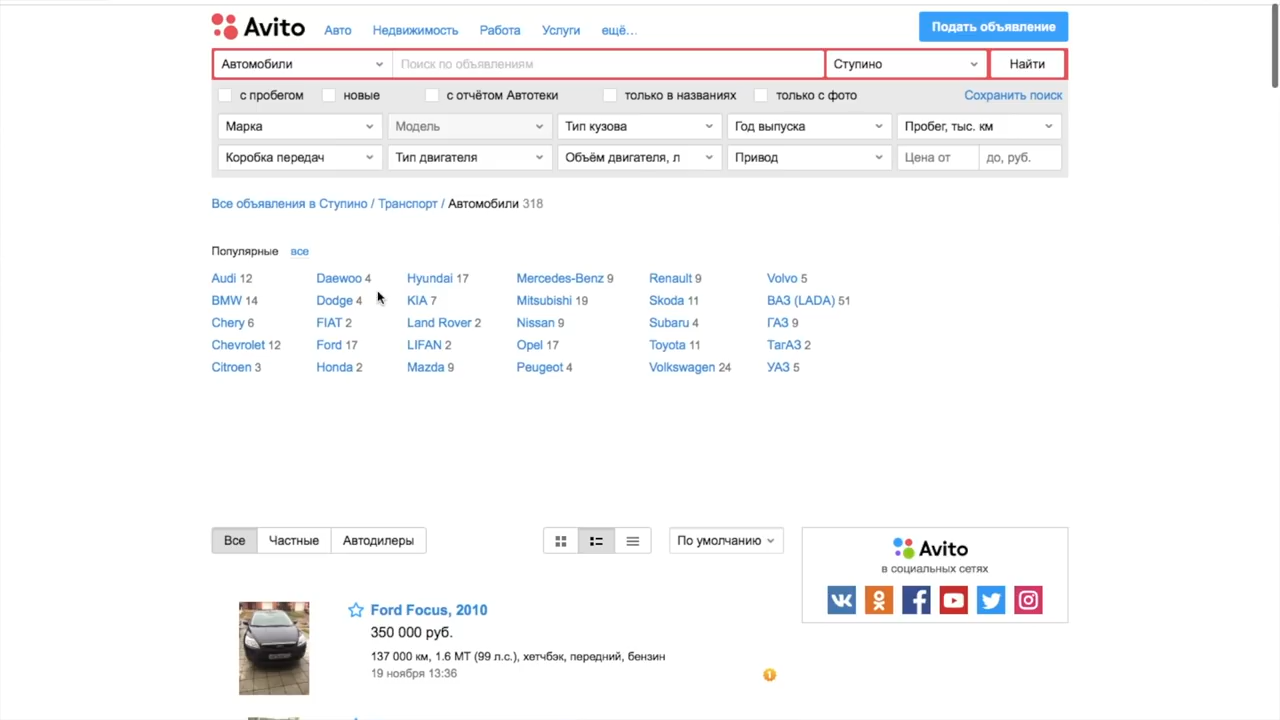 Avito Авто Недвижимость Работа Услуги ещё... Подать объявление
Автомобили Поиск по объявлениям Ступино Найти
с пробегом новые с отчётом Автотеки только в названиях только с фото Сохранить поиск
Марка Модель Тип кузова Год выпуска Пробег, тыс. км
Коробка передач Тип двигателя Объём двигателя, л Привод Цена от до, руб.
Все объявления в Ступино / Транспорт / Автомобили 318
Популярные все
Audi 12 Daewoo 4 Hyundai 17 Mercedes-Benz 9 Renault 9 Volvo 5
BMW 14 Dodge 4 KIA 7 Mitsubishi 19 Skoda 11 ВАЗ (LADA) 51
Chery 6 FIAT 2 Land Rover 2 Nissan 9 Subaru 4 ГАЗ 9
Chevrolet 12 Ford 17 LIFAN 2 Opel 17 Toyota 11 ТагАЗ 2
Citroen 3 Honda 2 Mazda 9 Peugeot 4 Volkswagen 24 УАЗ 5
Все Частные Автодилеры По умолчанию
Avito
в социальных сетях
Ford Focus, 2010
350 000 руб.
137 000 км, 1.6 МТ (99 л.с.), хетчбэк, передний, бензин
19 ноября 13:36
1